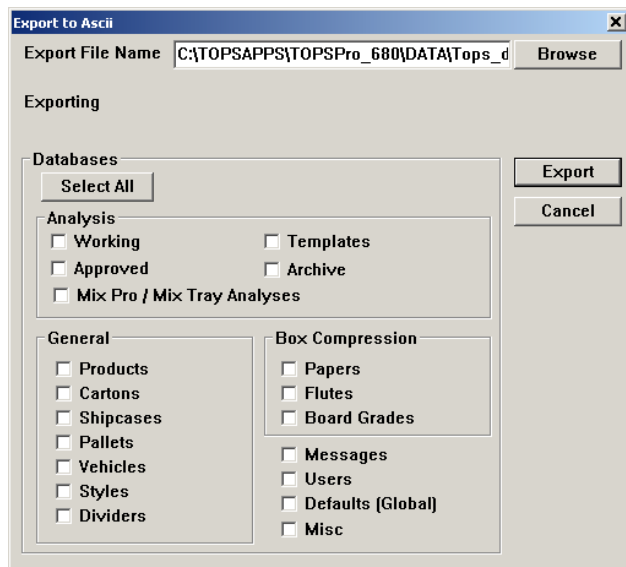 Export to Ascii
Export File Name C:\TOPSAPPS\TOPSPro_680\DATA\Tops_d Browse
Exporting
Databases
Select All
Export
Cancel
Analysis
Working
Templates
Approved
Archive
Mix Pro / Mix Tray Analyses
General
Products
Cartons
Shipcases
Pallets
Vehicles
Styles
Dividers
Box Compression
Papers
Flutes
Board Grades
Messages
Users
Defaults (Global)
Misc